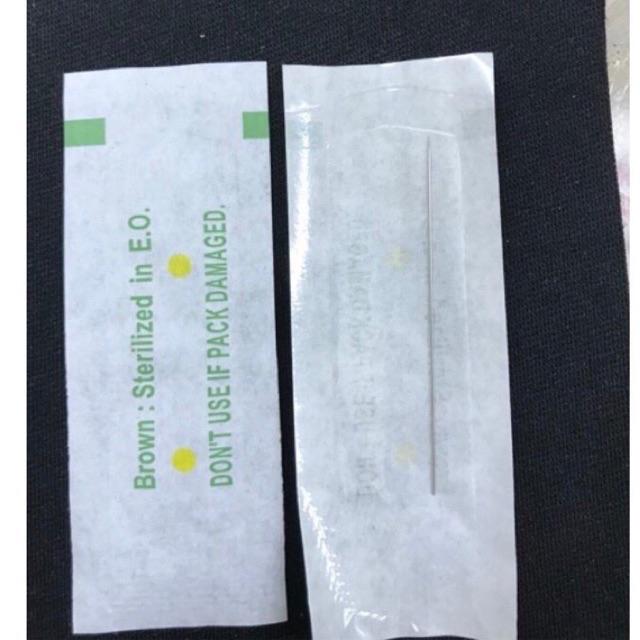 Brown : Sterilized in E.O.
DON'T USE IF PACK DAMAGED.